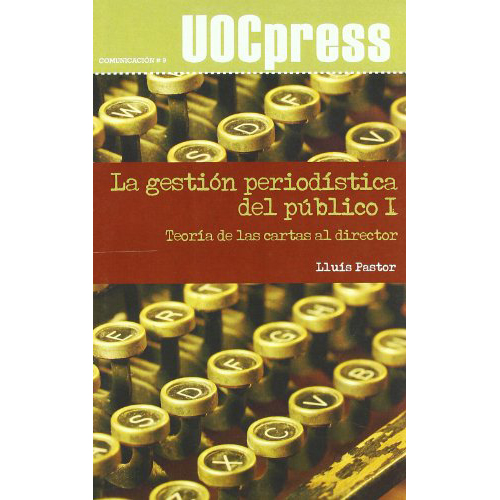 UOCpress
COMUNICACIÓN # 9
La gestión periodística
del público I
Teoría de las cartas al director
Lluís Pastor
W
S
D
F
V
E
R
T
S
D
F
G
H
Z
X
C
V
B
W